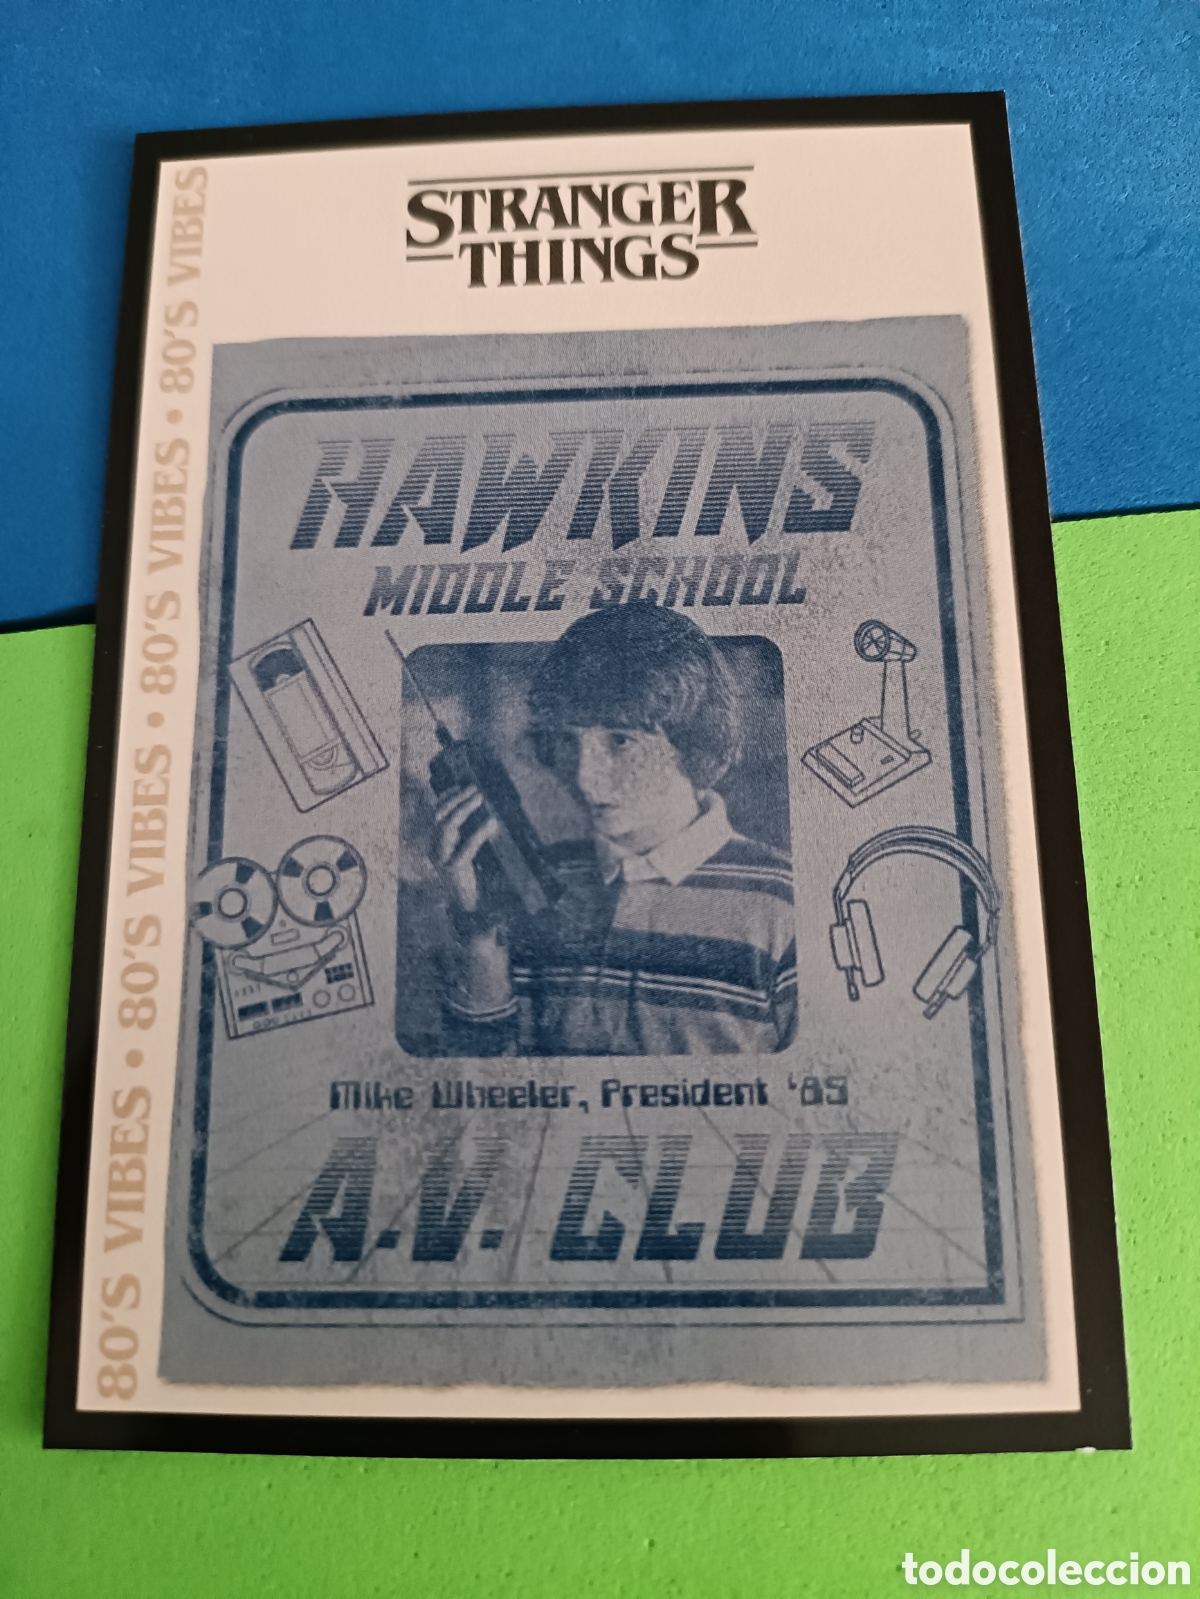 STRANGER
THINGS
80'S VIBES • 80'S VIBES • 80'S VIBES • 80'S VIBES
HAWKINS
MIDDLE SCHOOL
Mike Wheeler, President '85
A.V. CLUB
todocoleccion